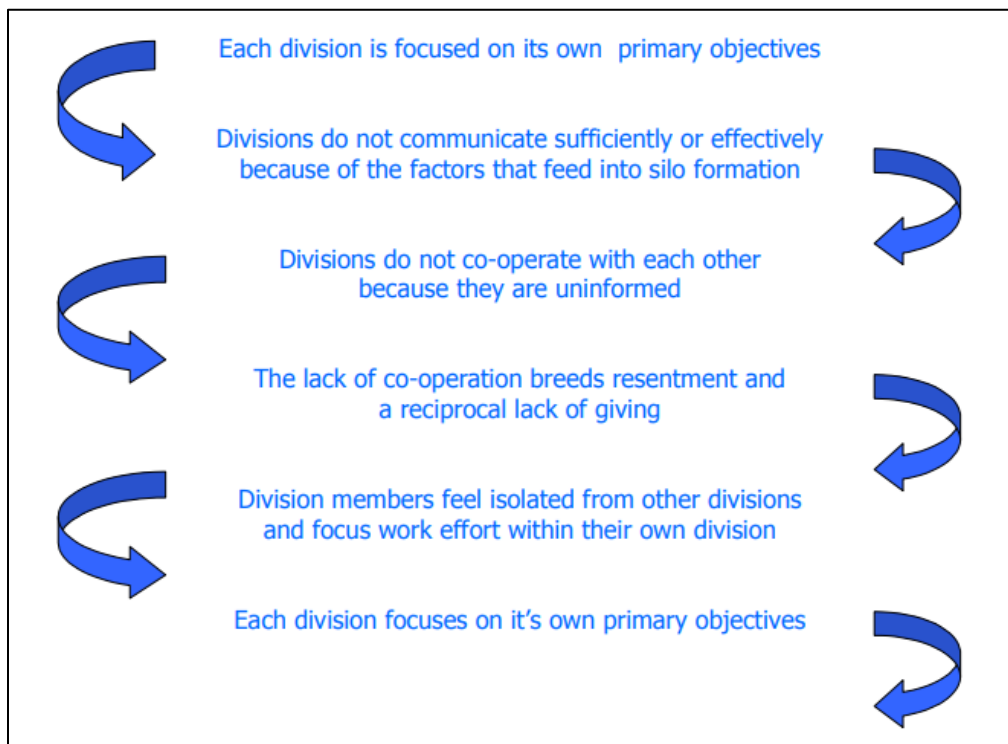 Each division is focused on its own primary objectives
Divisions do not communicate sufficiently or effectively
because of the factors that feed into silo formation
Divisions do not co-operate with each other
because they are uninformed
The lack of co-operation breeds resentment and
a reciprocal lack of giving
Division members feel isolated from other divisions
and focus work effort within their own division
Each division focuses on it's own primary objectives